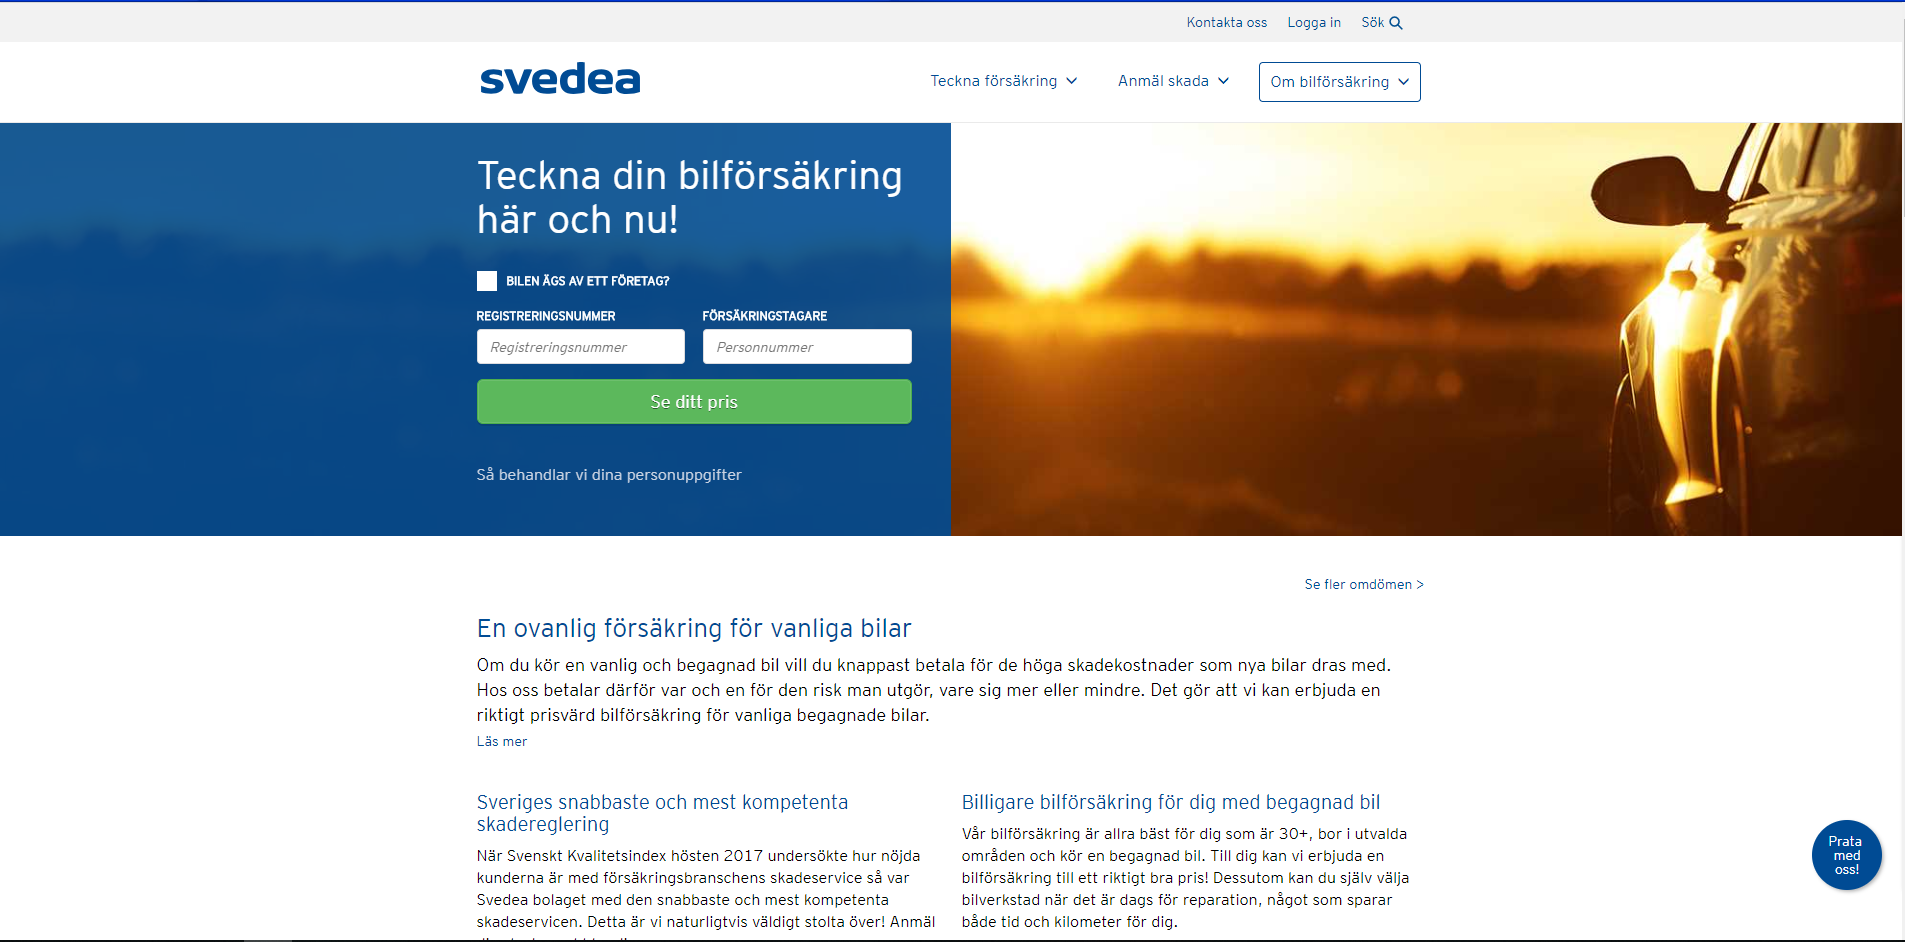 Kontakta oss Logga in Sök
svedea
Teckna försäkring Anmäl skada Om bilförsäkring
Teckna din bilförsäkring
här och nu!
BILEN ÄGS AV ETT FÖRETAG?
REGISTRERINGSNUMMER FÖRSÄKRINGSTAGARE
Registreringsnummer Personnummer
Se ditt pris
Så behandlar vi dina personuppgifter
Se fler omdömen >
En ovanlig försäkring för vanliga bilar
Om du kör en vanlig och begagnad bil vill du knappast betala för de höga skadekostnader som nya bilar dras med.
Hos oss betalar därför var och en för den risk man utgör, vare sig mer eller mindre. Det gör att vi kan erbjuda en
riktigt prisvärd bilförsäkring för vanliga begagnade bilar.
Läs mer
Sveriges snabbaste och mest kompetenta
skadereglering
När Svenskt Kvalitetsindex hösten 2017 undersökte hur nöjda
kunderna är med försäkringsbranschens skadeservice så var
Svedea bolaget med den snabbaste och mest kompetenta
skadeservicen. Detta är vi naturligtvis väldigt stolta över! Anmäl
Billigare bilförsäkring för dig med begagnad bil
Vår bilförsäkring är allra bäst för dig som är 30+, bor i utvalda
områden och kör en begagnad bil. Till dig kan vi erbjuda en
bilförsäkring till ett riktigt bra pris! Dessutom kan du själv välja
bilverkstad när det är dags för reparation, något som sparar
både tid och kilometer för dig.
Prata
med
oss!